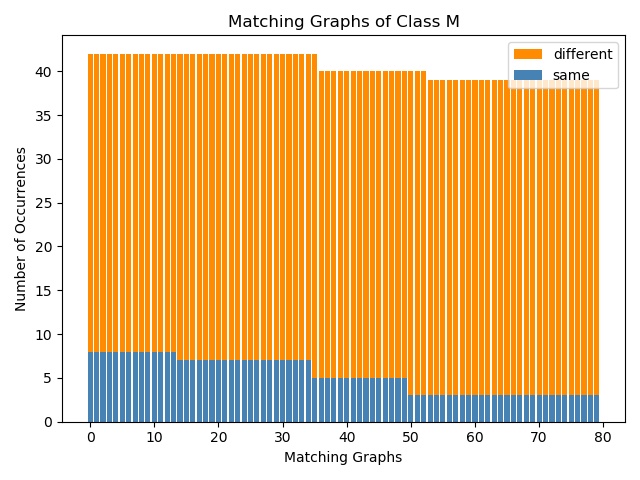 Matching Graphs of Class M
different
same
Number of Occurrences
40
35
30
25
20
15
10
5
0
0 10 20 30 40 50 60 70 80
Matching Graphs